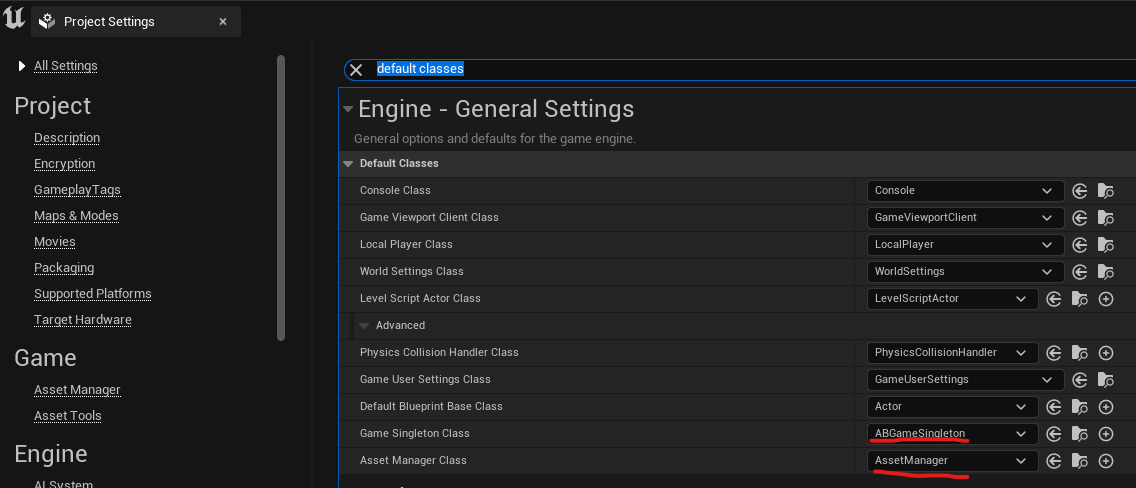 Project Settings
All Settings
Project
Description
Encryption
GameplayTags
Maps & Modes
Movies
Packaging
Supported Platforms
Target Hardware
Game
Asset Manager
Asset Tools
Engine
AI System
default classes
Engine - General Settings
General options and defaults for the game engine.
Default Classes
Console Class Console
Game Viewport Client Class GameViewportClient
Local Player Class LocalPlayer
World Settings Class WorldSettings
Level Script Actor Class LevelScriptActor
Advanced
Physics Collision Handler Class PhysicsCollisionHandler
Game User Settings Class GameUserSettings
Default Blueprint Base Class Actor
Game Singleton Class ABGameSingleton
Asset Manager Class AssetManager